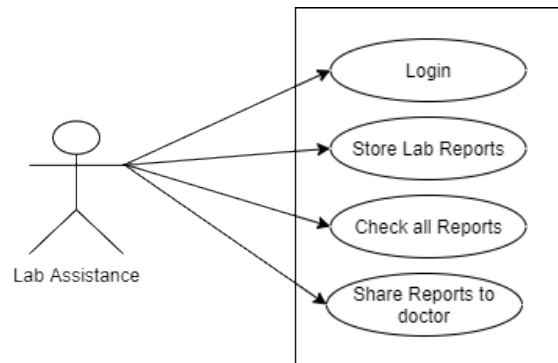 Login
Store Lab Reports
Check all Reports
Lab Assistance
Share Reports to
doctor